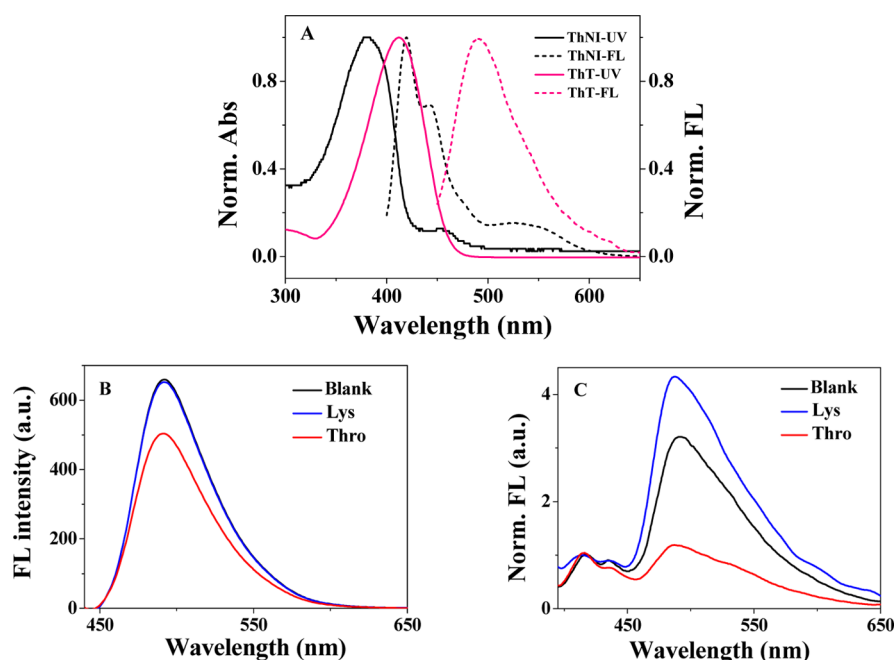 A
ThNI-UV
ThNI-FL
ThT-UV
ThT-FL
Norm. Abs
Norm. FL
0.8
0.4
0.0
0.8
0.4
0.0
300 400 500 600
Wavelength (nm)
B
Blank
Lys
Thro
FL intensity (a.u.)
600
400
200
0
450 550 650
Wavelength (nm)
C
Blank
Lys
Thro
Norm. FL (a.u.)
4
2
0
450 550 650
Wavelength (nm)